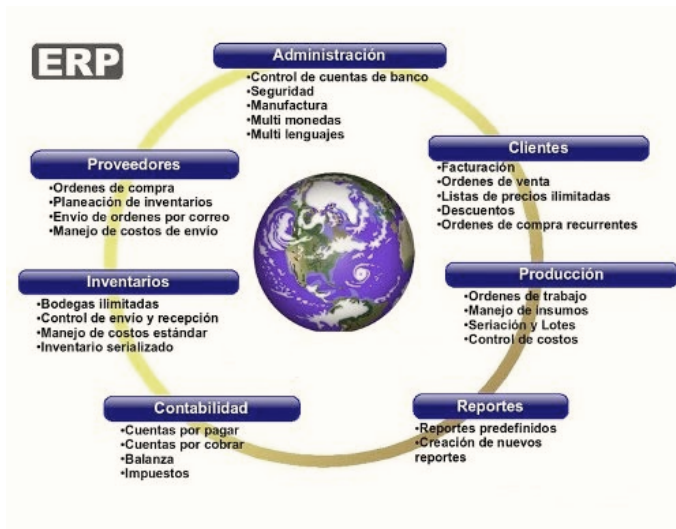 ERP
Administración
•Control de cuentas de banco
•Seguridad
•Manufactura
•Multi monedas
•Multi lenguajes
Clientes
•Facturación
•Ordenes de venta
•Listas de precios ilimitadas
•Descuentos
•Ordenes de compra recurrentes
Producción
•Ordenes de trabajo
•Manejo de insumos
•Seriación y Lotes
•Control de costos
Reportes
•Reportes predefinidos
•Creación de nuevos
reportes
Contabilidad
•Cuentas por pagar
•Cuentas por cobrar
•Balanza
•Impuestos
Inventarios
•Bodegas ilimitadas
•Control de envío y recepción
•Manejo de costos estándar
•Inventario serializado
Proveedores
•Ordenes de compra
•Planeación de inventarios
•Envio de ordenes por correo
•Manejo de costos de envío